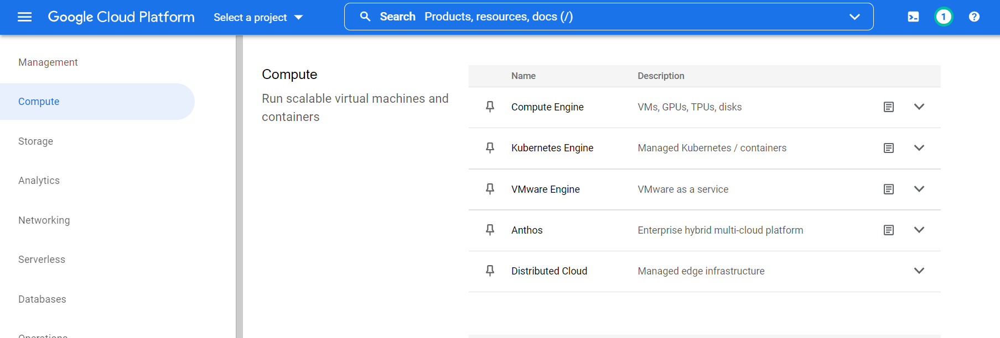 Google Cloud Platform Select a project Search Products, resources, docs (/) 1 ?
Management
Compute
Storage
Analytics
Networking
Serverless
Databases
Operations
Compute
Run scalable virtual machines and
containers
Name Description
Compute Engine VMs, GPUs, TPUs, disks
Kubernetes Engine Managed Kubernetes / containers
VMware Engine VMware as a service
Anthos Enterprise hybrid multi-cloud platform
Distributed Cloud Managed edge infrastructure